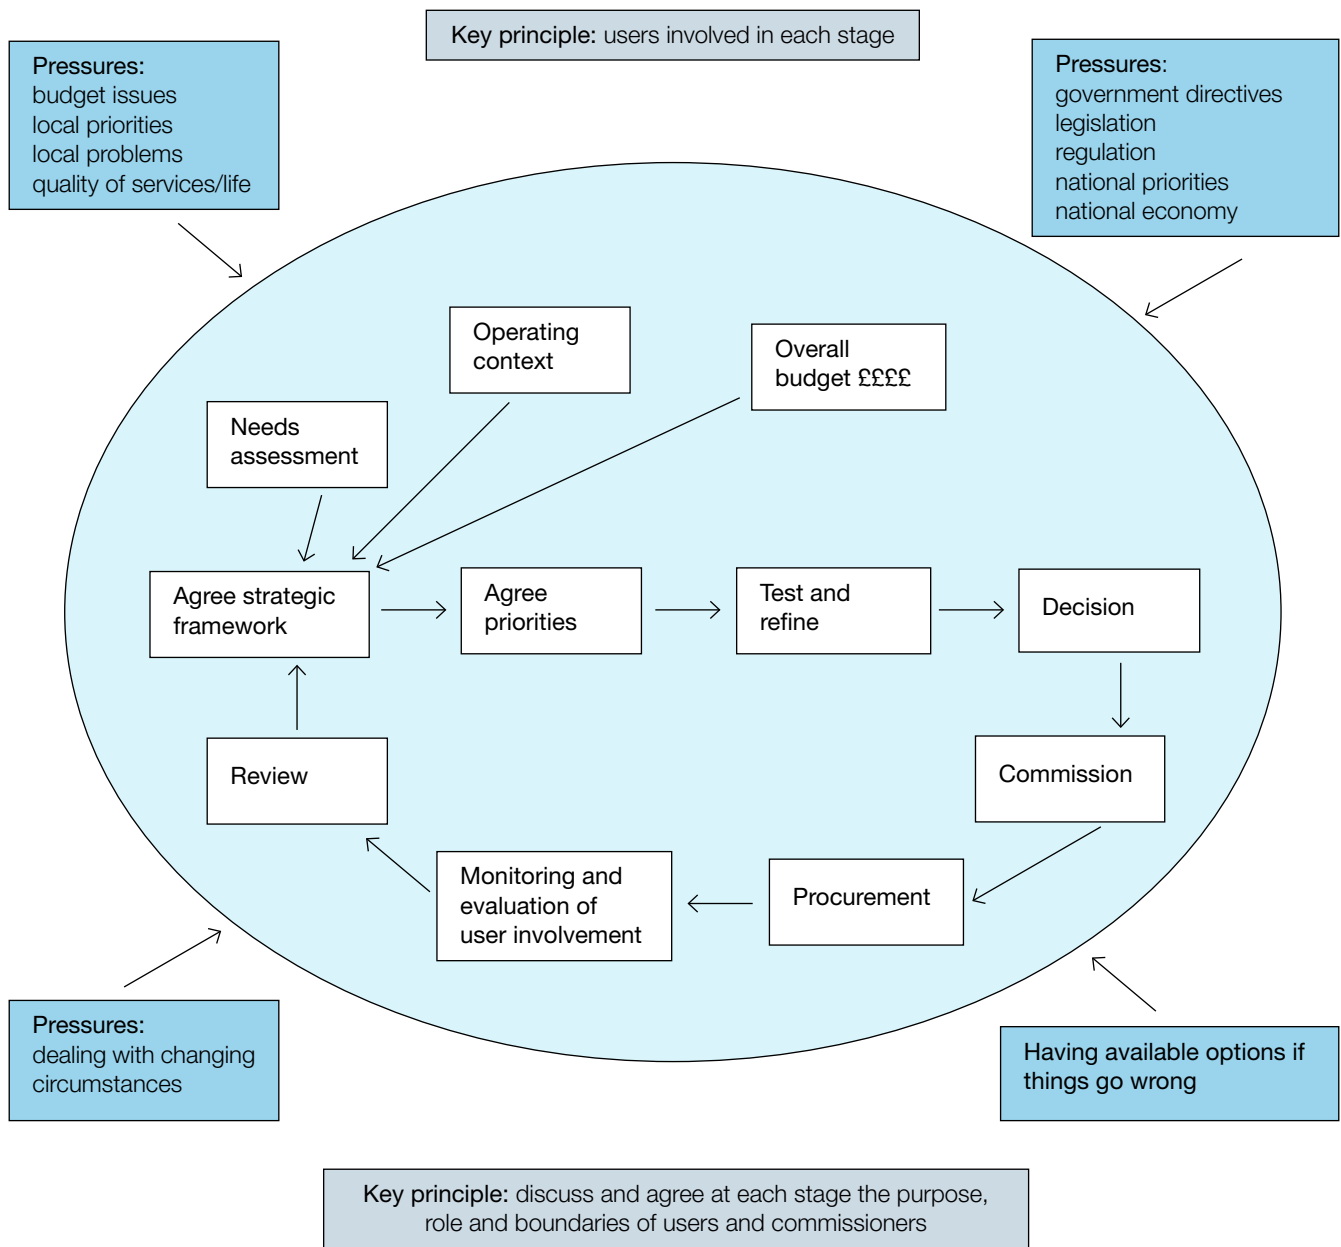 Key principle: users involved in each stage
Pressures:
budget issues
local priorities
local problems
quality of services/life
Pressures:
government directives
legislation
regulation
national priorities
national economy
Operating
context
Overall
budget ££££
Needs
assessment
Agree strategic
framework
Agree
priorities
Test and
refine
Decision
Review
Commission
Monitoring and
evaluation of
user involvement
Procurement
Pressures:
dealing with changing
circumstances
Having available options if
things go wrong
Key principle: discuss and agree at each stage the purpose,
role and boundaries of users and commissioners